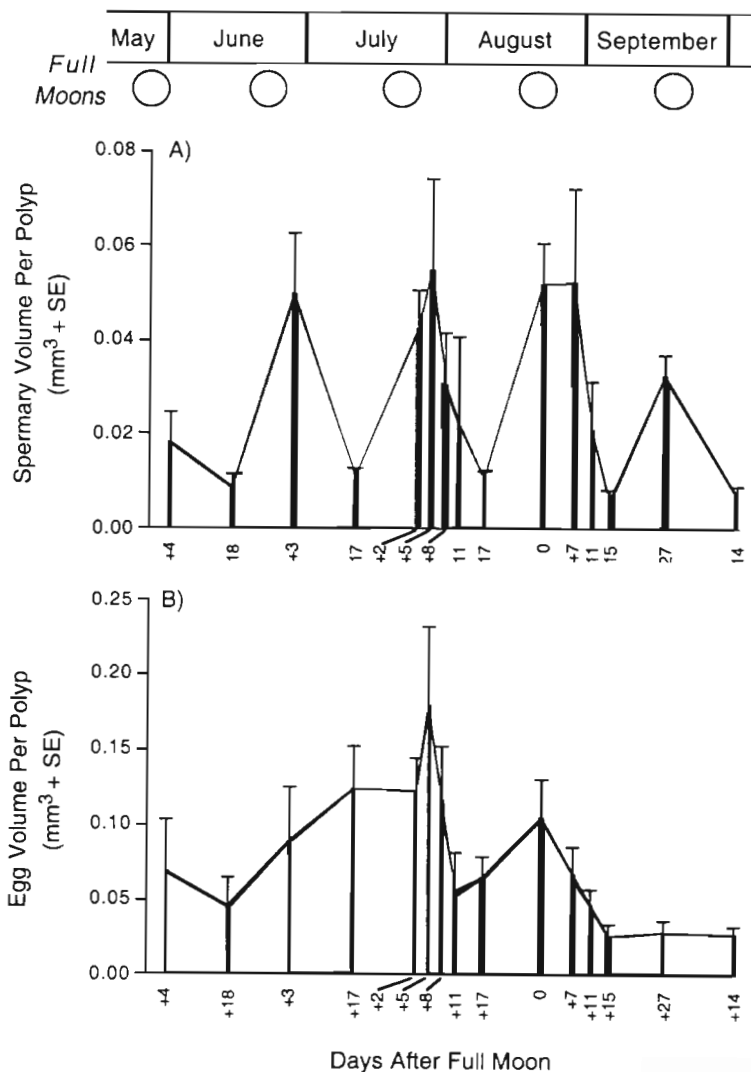 May June July August September
Full
Moons
A)
Spermary Volume Per Polyp
(mm³ + SE)
0.08
0.06
0.04
0.02
0.00
+4 18 +3 17 +2 +5 +8 11 17 0 +7 11 15 27 14
B)
Egg Volume Per Polyp
(mm³ + SE)
0.25
0.20
0.15
0.10
0.05
0.00
+4 +18 +3 +17 +2 +5 +8 +11 +17 0 +7 +11 +15 +27 +14
Days After Full Moon